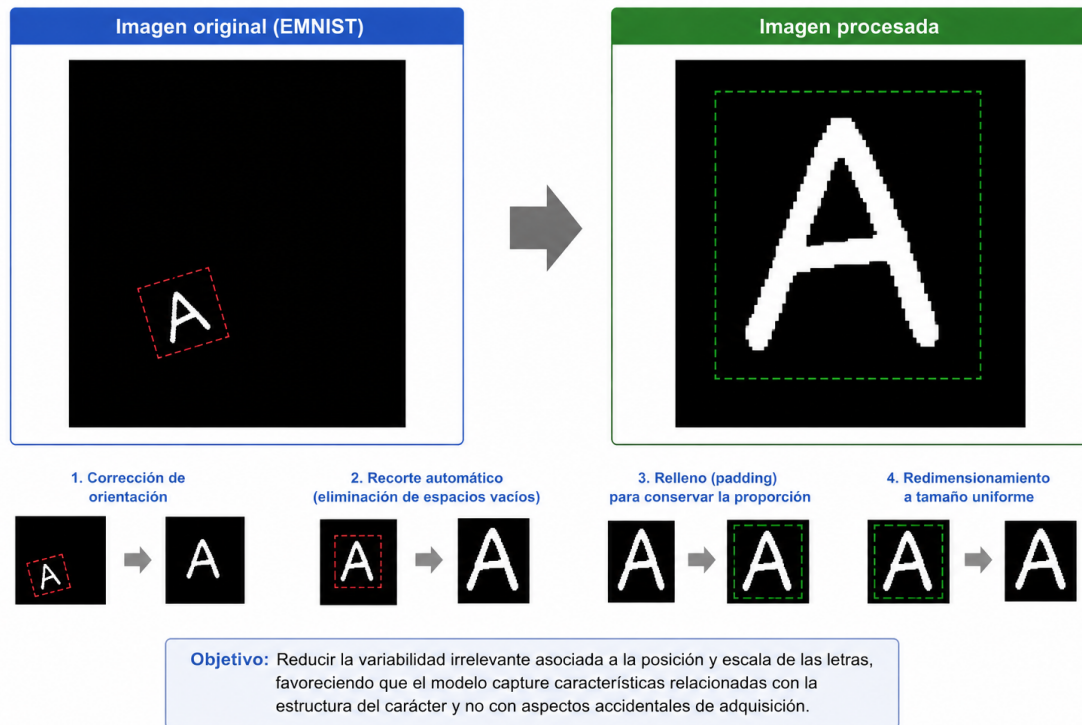 Imagen original (EMNIST)
Imagen procesada
A
A
1. Corrección de
orientación
2. Recorte automático
(eliminación de espacios vacíos)
3. Relleno (padding)
para conservar la proporción
4. Redimensionamiento
a tamaño uniforme
A
A
A
A
A
A
A
A
Objetivo: Reducir la variabilidad irrelevante asociada a la posición y escala de las letras,
favoreciendo que el modelo capture características relacionadas con la
estructura del carácter y no con aspectos accidentales de adquisición.